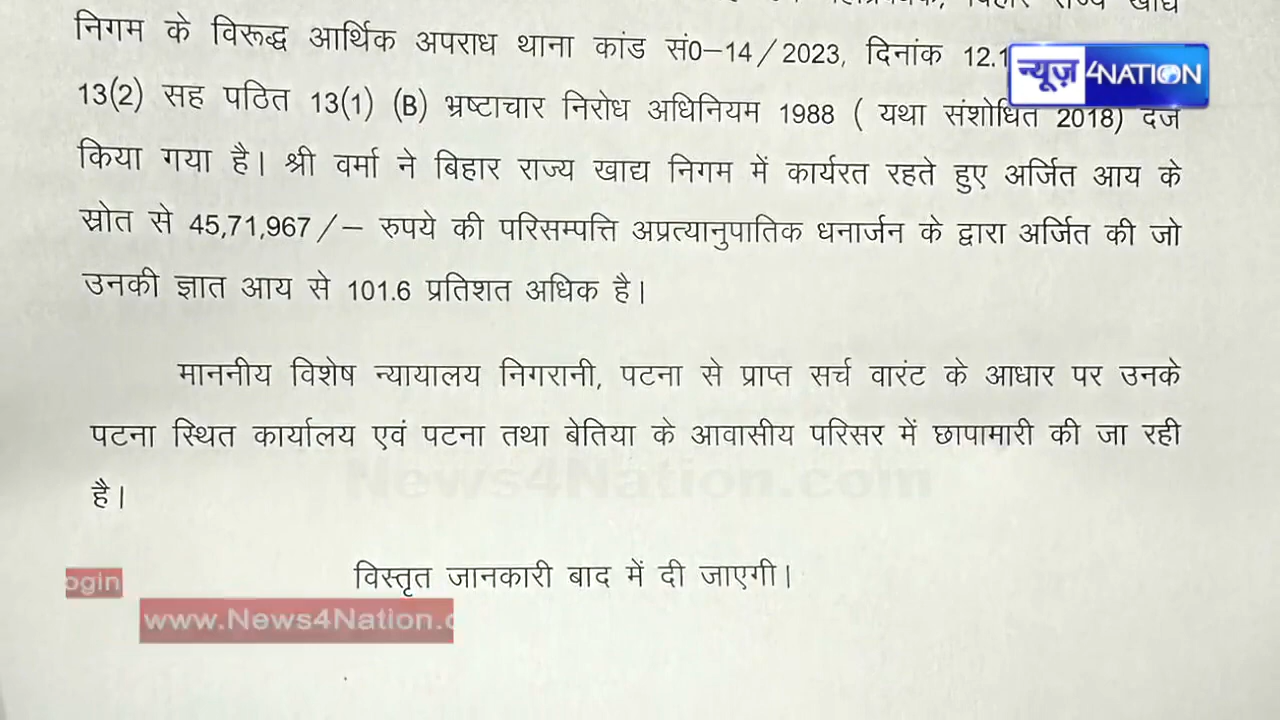 राज्य खाद्य
निगम के विरूद्ध आर्थिक अपराध थाना कांड सं0–14/2023, दिनांक 12.1
न्यूज़ 4NATION
13(2) सह पठित 13(1) (B) भ्रष्टाचार निरोध अधिनियम 1988 ( यथा संशोधित 2018) दर्ज
किया गया है। श्री वर्मा ने बिहार राज्य खाद्य निगम में कार्यरत रहते हुए अर्जित आय के
स्रोत से 45,71,967/– रुपये की परिसम्पत्ति अप्रत्यानुपातिक धनार्जन के द्वारा अर्जित की जो
उनकी ज्ञात आय से 101.6 प्रतिशत अधिक है।
माननीय विशेष न्यायालय निगरानी, पटना से प्राप्त सर्च वारंट के आधार पर उनके
पटना स्थित कार्यालय एवं पटना तथा बेतिया के आवासीय परिसर में छापामारी की जा रही
News4Nation.com
है।
विस्तृत जानकारी बाद में दी जाएगी।
ogin
www.News4Nation.c